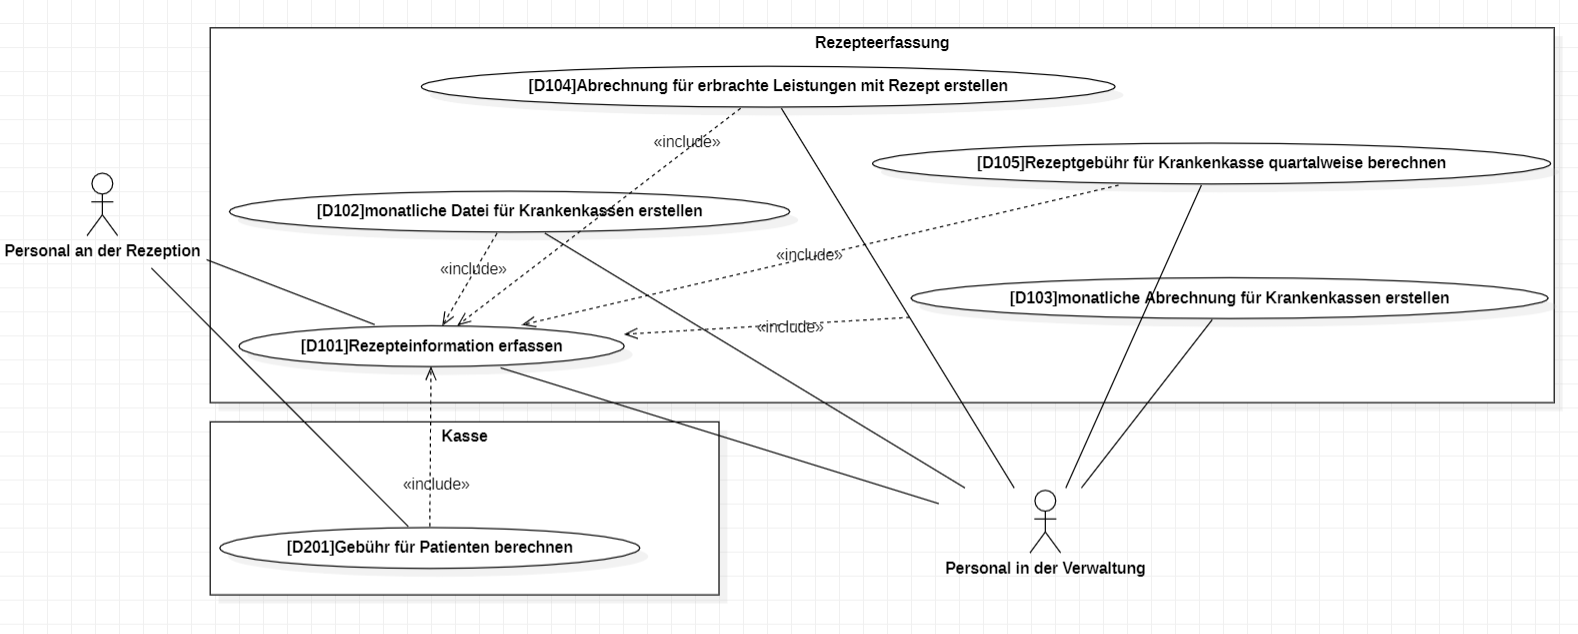 Rezepteerfassung
[D104]Abrechnung für erbrachte Leistungen mit Rezept erstellen
«include»
[D105]Rezeptgebühr für Krankenkasse quartalweise berechnen
[D102]monatliche Datei für Krankenkassen erstellen
Personal an der Rezeption
«include»
«include»
[D103]monatliche Abrechnung für Krankenkassen erstellen
«include»
[D101]Rezepteinformation erfassen
Kasse
«include»
[D201]Gebühr für Patienten berechnen
Personal in der Verwaltung